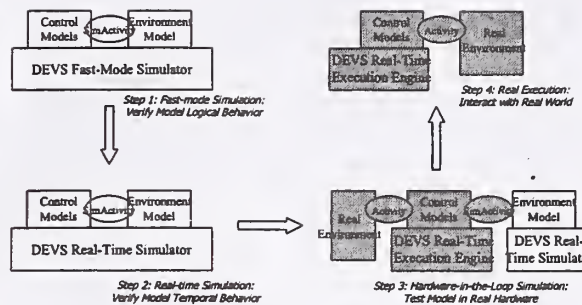 Control
Models
SimActivity
Environment
Model
DEVS Fast-Mode Simulator
Step 1: Fast-mode Simulation:
Verify Model Logical Behavior
Control
Models
SimActivity
Environment
Model
DEVS Real-Time Simulator
Step 2: Real-time Simulation:
Verify Model Temporal Behavior
Real
Environment
Activity
Control
Models
SimActivity
Environment
Model
DEVS Real-Time
Execution Engine
DEVS Real-
Time Simulator
Step 3: Hardware-in-the-Loop Simulation:
Test Model in Real Hardware
Control
Models
Activity
Real
Environment
DEVS Real-Time
Execution Engine
Step 4: Real Execution:
Interact with Real World